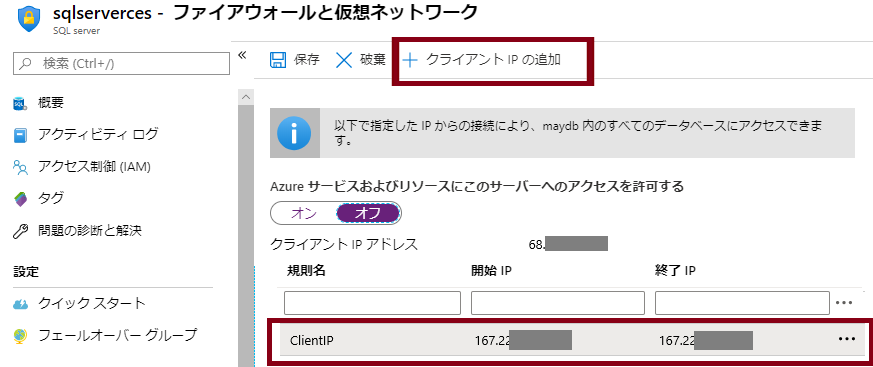 sqlserverces - ファイアウォールと仮想ネットワーク
SQL server
検索 (Ctrl+/)
概要
アクティビティ ログ
アクセス制御 (IAM)
タグ
問題の診断と解決
設定
クイック スタート
フェールオーバー グループ
保存 破棄 クライアント IP の追加
以下で指定した IP からの接続により、maydb 内のすべてのデータベースにアクセスできま
す。
Azure サービスおよびリソースにこのサーバーへのアクセスを許可する
オン オフ
クライアント IP アドレス 68.
規則名 開始 IP 終了 IP
ClientIP 167.22 167.22